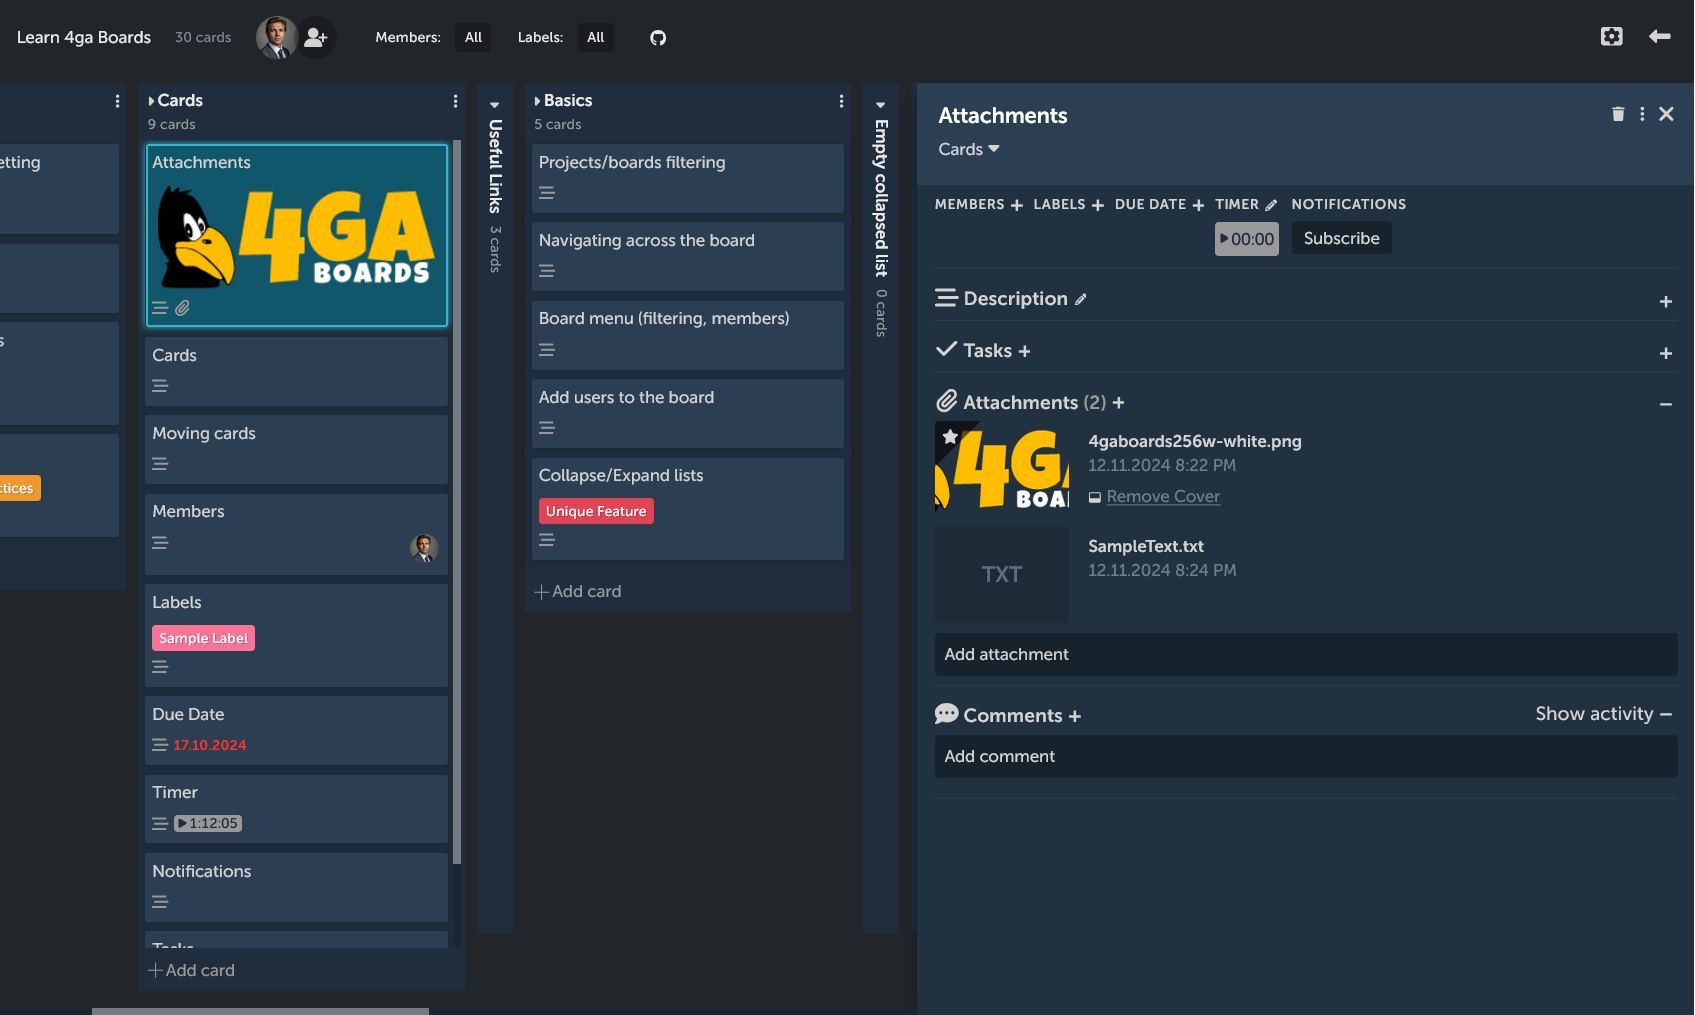 Learn 4ga Boards
30 cards
Members:
All
Labels:
All
etting
s
ctices
Cards
9 cards
Attachments
4GA
BOARDS
Cards
Moving cards
Members
Labels
Sample Label
Due Date
17.10.2024
Timer
1:12:05
Notifications
Tasks
Add card
Useful Links
3 cards
Basics
5 cards
Projects/boards filtering
Navigating across the board
Board menu (filtering, members)
Add users to the board
Collapse/Expand lists
Unique Feature
Add card
Empty collapsed list
0 cards
Attachments
Cards
MEMBERS + LABELS + DUE DATE + TIMER NOTIFICATIONS
00:00
Subscribe
Description
Tasks +
Attachments (2) +
4GA
BOA
4gaboards256w-white.png
12.11.2024 8:22 PM
Remove Cover
TXT
SampleText.txt
12.11.2024 8:24 PM
Add attachment
Comments +
Show activity
Add comment